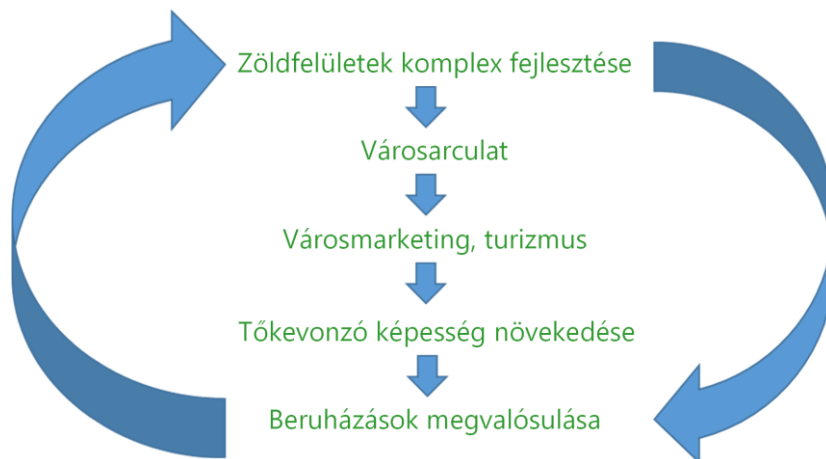 Zöldfelületek komplex fejlesztése
Városarculat
Városmarketing, turizmus
Tőkevonzó képesség növekedése
Beruházások megvalósulása